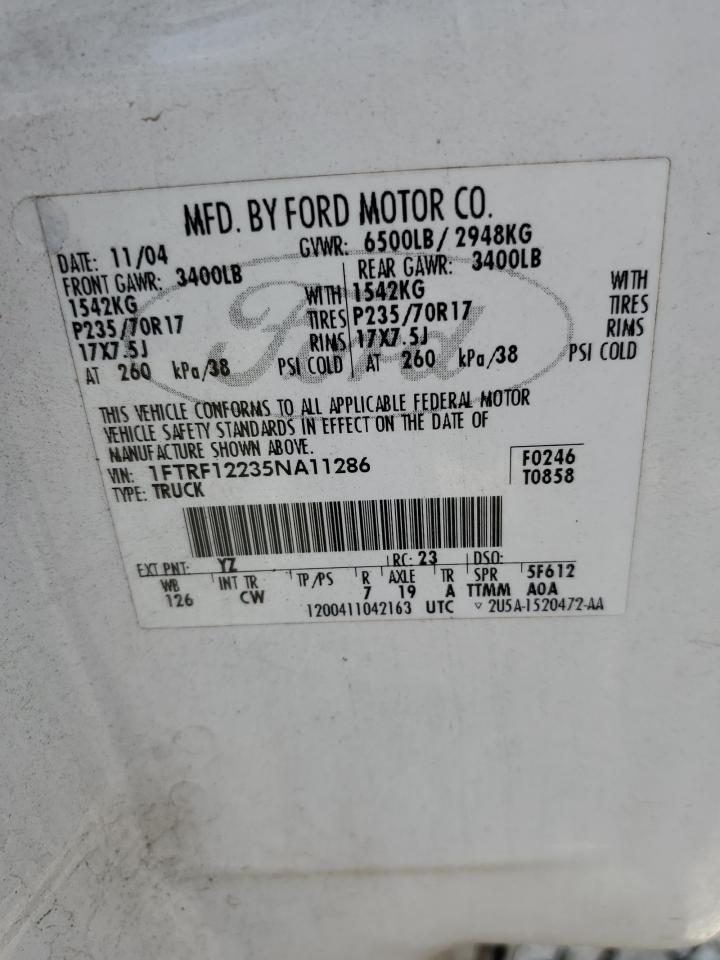 MFD. BY FORD MOTOR CO.
DATE: 11/04 GVWR: 6500LB/ 2948KG
FRONT GAWR: 3400LB REAR GAWR: 3400LB
1542KG WITH 1542KG WITH
P235/70R17 TIRES P235/70R17 TIRES
17X7.5J RIMS 17X7.5J RIMS
AT 260 kPa/38 PSI COLD AT 260 kPa/38 PSI COLD
Ford
THIS VEHICLE CONFORMS TO ALL APPLICABLE FEDERAL MOTOR
VEHICLE SAFETY STANDARDS IN EFFECT ON THE DATE OF
MANUFACTURE SHOWN ABOVE.
VIN: 1FTRF12235NA11286 F0246
TYPE: TRUCK T0858
EXT PNT: YZ RC: 23 DSO:
WB INT TR TP/PS R AXLE TR SPR 5F612
126 CW 7 19 A TTMM A0A
1200411042163 UTC ▽ 2U5A-1520472-AA